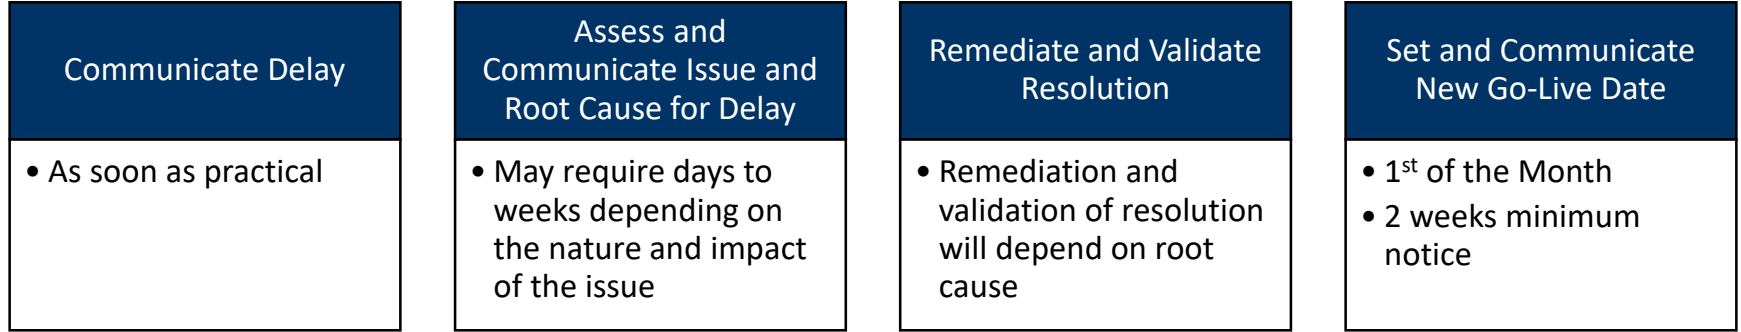 Communicate Delay
• As soon as practical
Assess and
Communicate Issue and
Root Cause for Delay
• May require days to
weeks depending on
the nature and impact
of the issue
Remediate and Validate
Resolution
• Remediation and
validation of resolution
will depend on root
cause
Set and Communicate
New Go-Live Date
• 1st of the Month
• 2 weeks minimum
notice